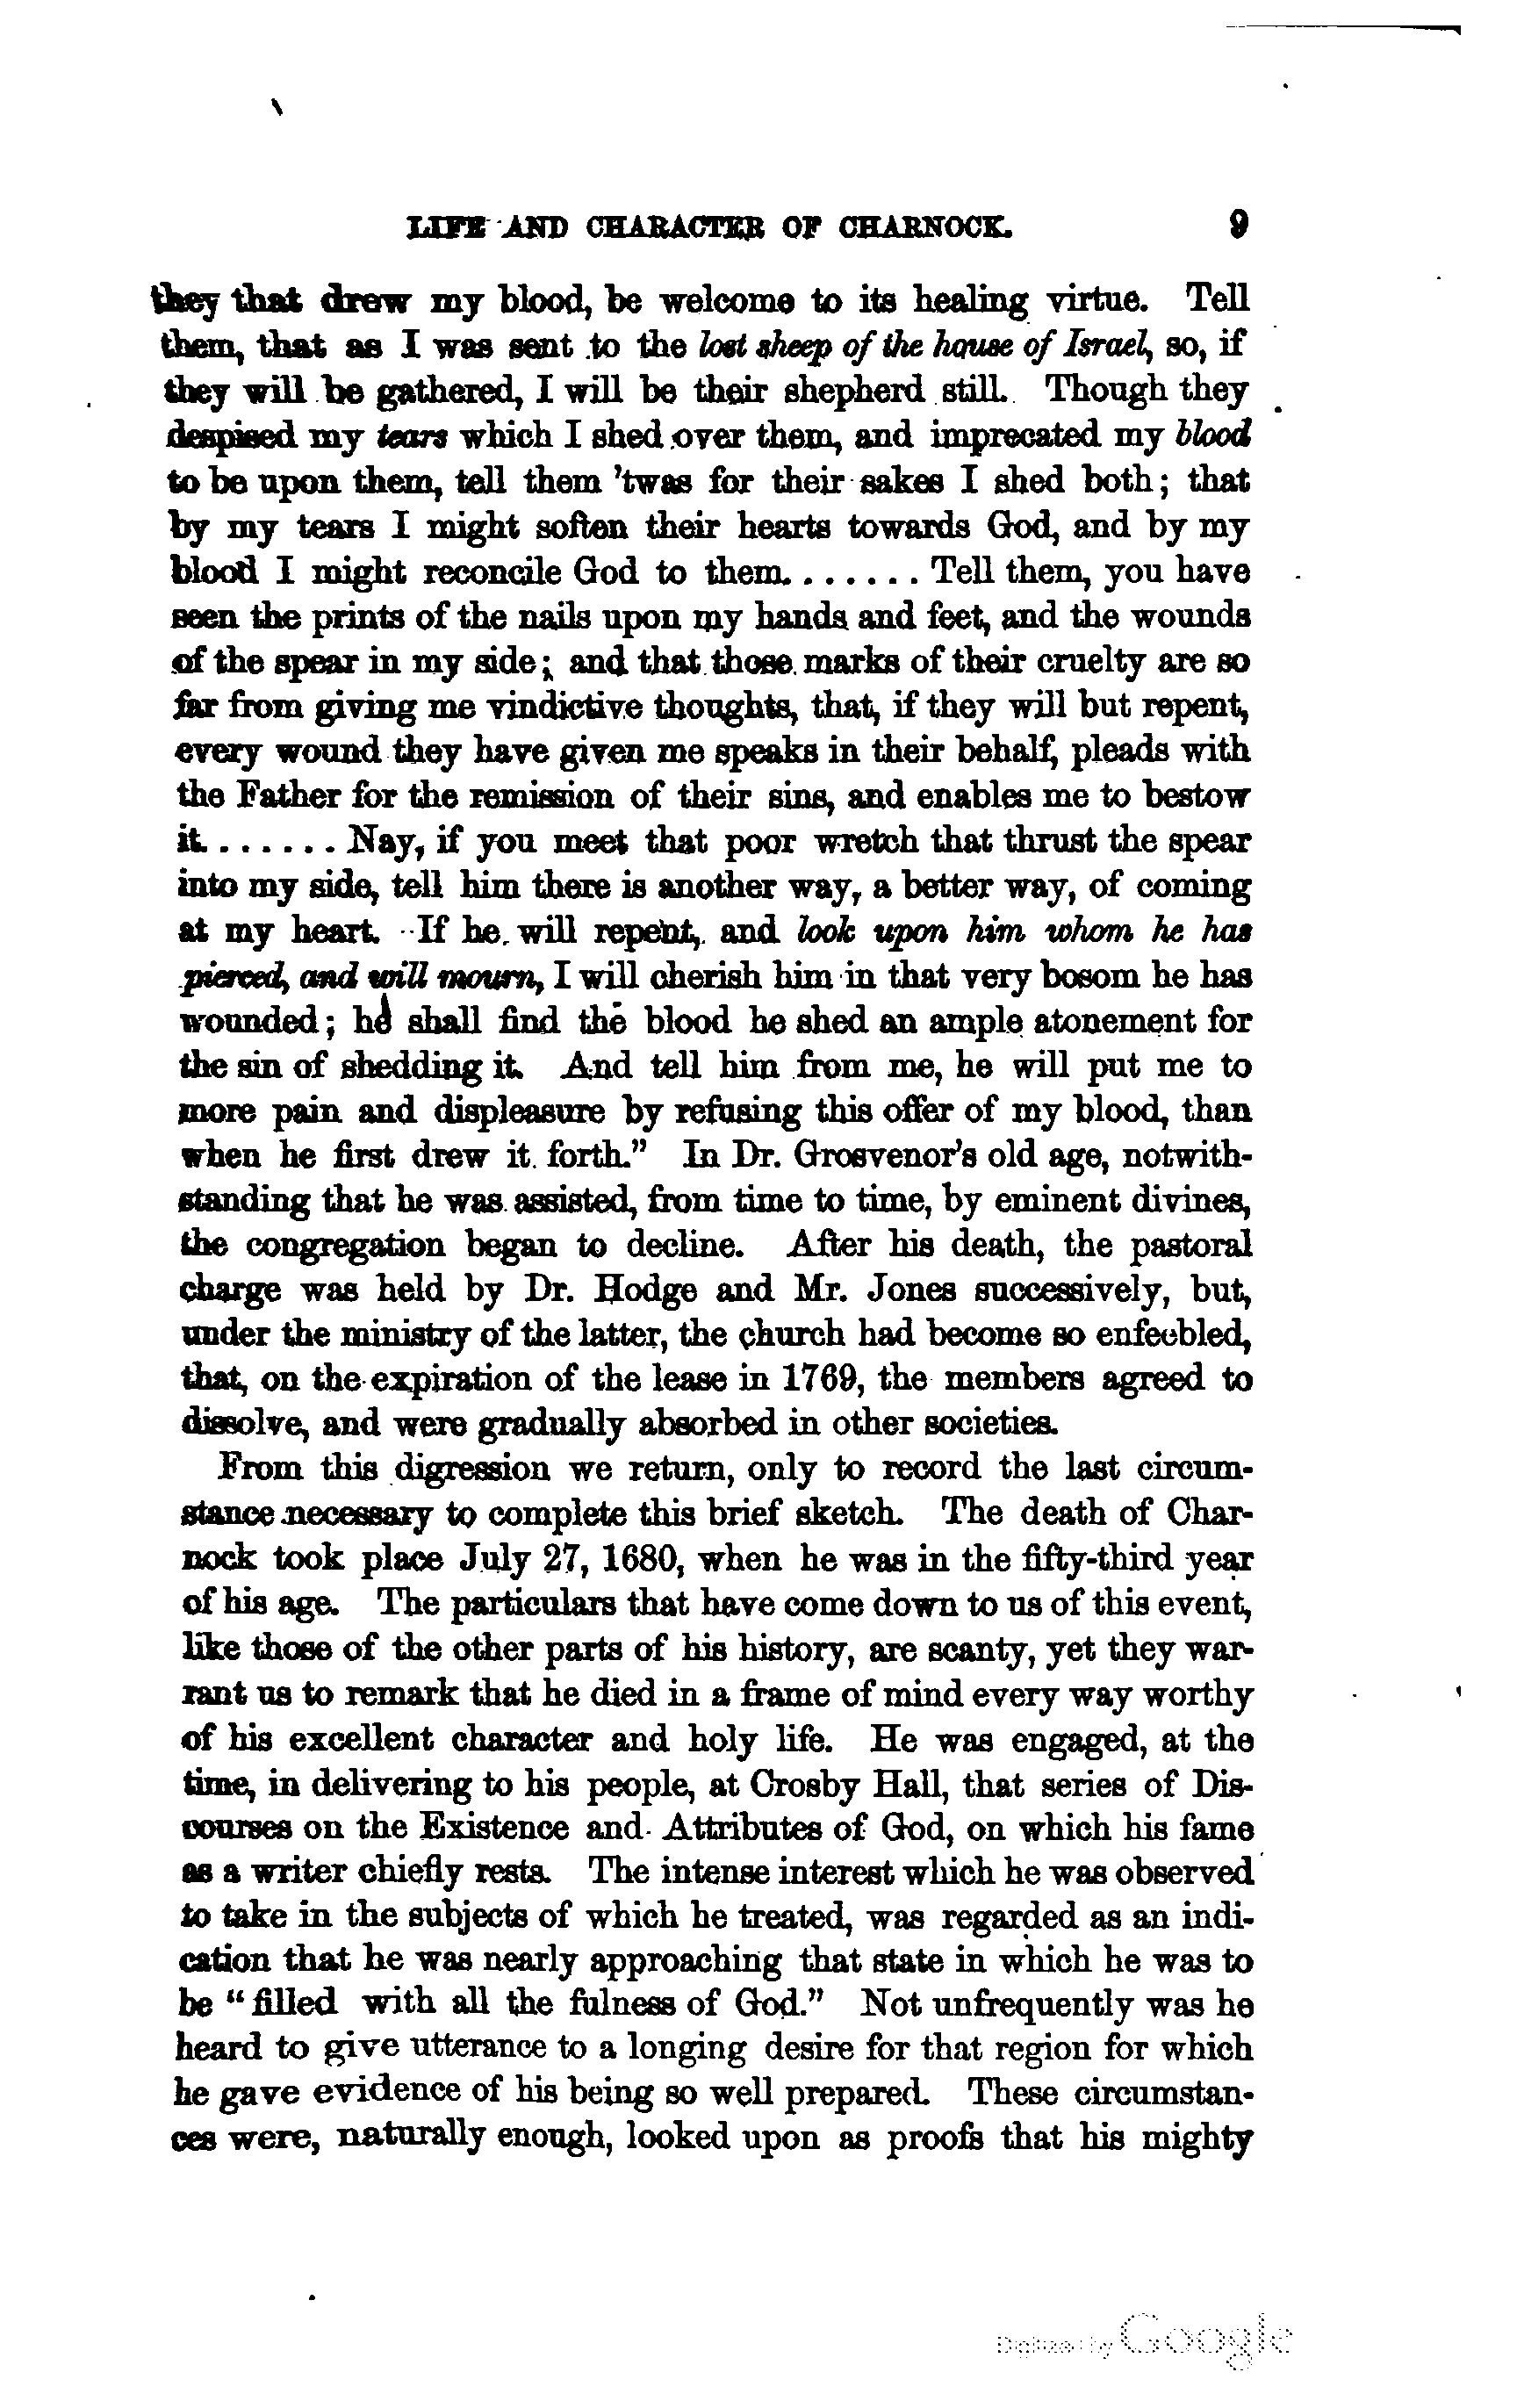 LIFE AND CHARACTER OF CHARNOCK. 9
they that drew my blood, be welcome to its healing virtue. Tell
them, that as I was sent to the lost sheep of the house of Israel, so, if
they will be gathered, I will be their shepherd still. Though they
despised my tears which I shed over them, and imprecated my blood
to be upon them, tell them 'twas for their sakes I shed both; that
by my tears I might soften their hearts towards God, and by my
blood I might reconcile God to them. . . . . . . Tell them, you have
seen the prints of the nails upon my hands and feet, and the wounds
of the spear in my side; and that those marks of their cruelty are so
far from giving me vindictive thoughts, that, if they will but repent,
every wound they have given me speaks in their behalf, pleads with
the Father for the remission of their sins, and enables me to bestow
it. . . . . . . Nay, if you meet that poor wretch that thrust the spear
into my side, tell him there is another way, a better way, of coming
at my heart. If he will repent, and look upon him whom he has
pierced, and will mourn, I will cherish him in that very bosom he has
wounded; he shall find the blood he shed an ample atonement for
the sin of shedding it. And tell him from me, he will put me to
more pain and displeasure by refusing this offer of my blood, than
when he first drew it forth." In Dr. Grosvenor's old age, notwith-
standing that he was assisted, from time to time, by eminent divines,
the congregation began to decline. After his death, the pastoral
charge was held by Dr. Hodge and Mr. Jones successively, but,
under the ministry of the latter, the church had become so enfeebled,
that, on the expiration of the lease in 1769, the members agreed to
dissolve, and were gradually absorbed in other societies.
From this digression we return, only to record the last circum-
stance necessary to complete this brief sketch. The death of Char-
nock took place July 27, 1680, when he was in the fifty-third year
of his age. The particulars that have come down to us of this event,
like those of the other parts of his history, are scanty, yet they war-
rant us to remark that he died in a frame of mind every way worthy
of his excellent character and holy life. He was engaged, at the
time, in delivering to his people, at Crosby Hall, that series of Dis-
courses on the Existence and Attributes of God, on which his fame
as a writer chiefly rests. The intense interest which he was observed
to take in the subjects of which he treated, was regarded as an indi-
cation that he was nearly approaching that state in which he was to
be "filled with all the fulness of God." Not unfrequently was he
heard to give utterance to a longing desire for that region for which
he gave evidence of his being so well prepared. These circumstan-
ces were, naturally enough, looked upon as proofs that his mighty
Digitized by Google